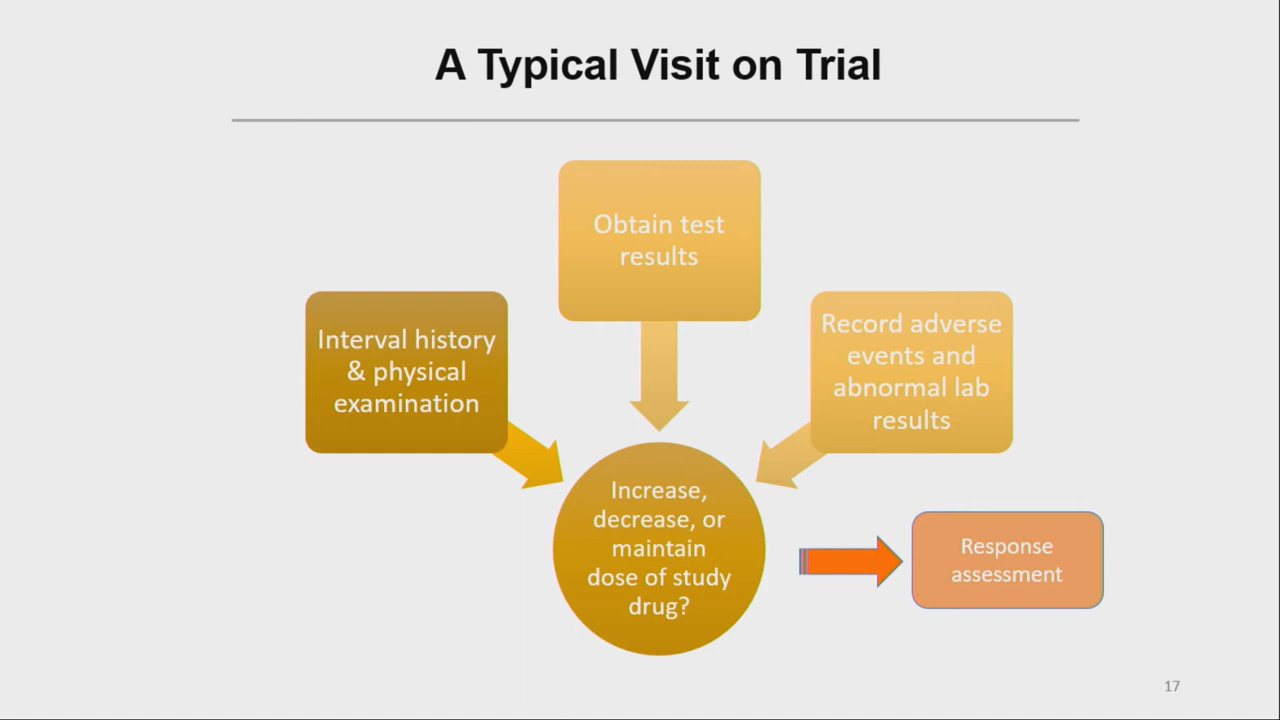 A Typical Visit on Trial
Obtain test
results
Interval history
& physical
examination
Record adverse
events and
abnormal lab
results
Increase,
decrease, or
maintain
dose of study
drug?
Response
assessment
17